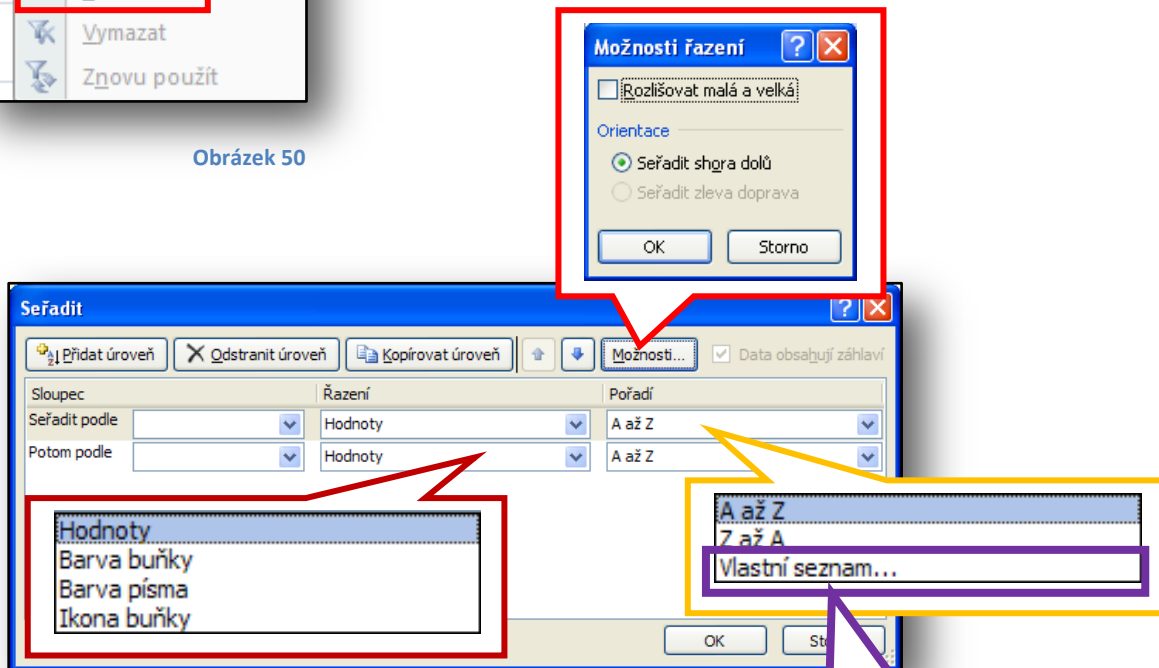 Vymazat
Znovu použít
Obrázek 50
Možnosti řazení
Rozlišovat malá a velká
Orientace
Seřadit shora dolů
Seřadit zleva doprava
OK Storno
Seřadit
Přidat úroveň Odstranit úroveň Kopírovat úroveň Možnosti... Data obsahují záhlaví
Sloupec Řazení Pořadí
Seřadit podle Hodnoty A až Z
Potom podle Hodnoty A až Z
Hodnoty
Barva buňky
Barva písma
Ikona buňky
A až Z
Z až A
Vlastní seznam...
OK